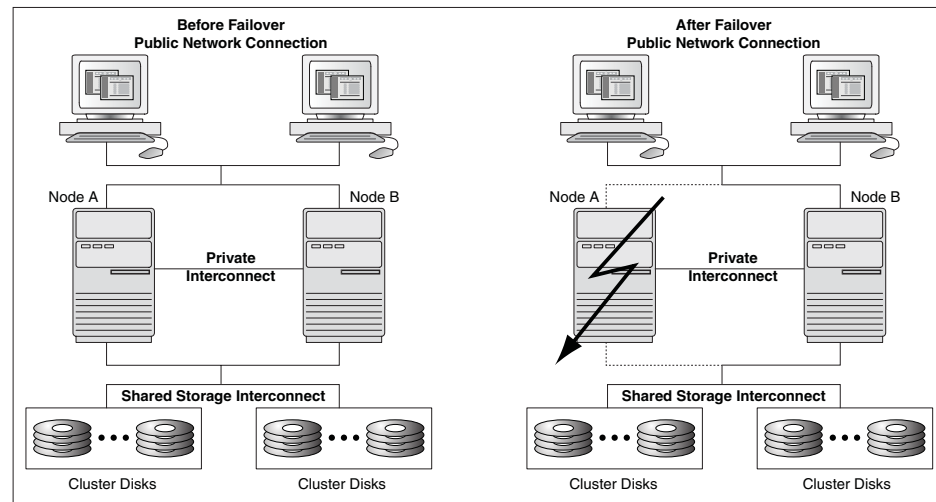 Before Failover
Public Network Connection
Node A
Node B
Private
Interconnect
Shared Storage Interconnect
Cluster Disks
Cluster Disks
After Failover
Public Network Connection
Node A
Node B
Private
Interconnect
Shared Storage Interconnect
Cluster Disks
Cluster Disks